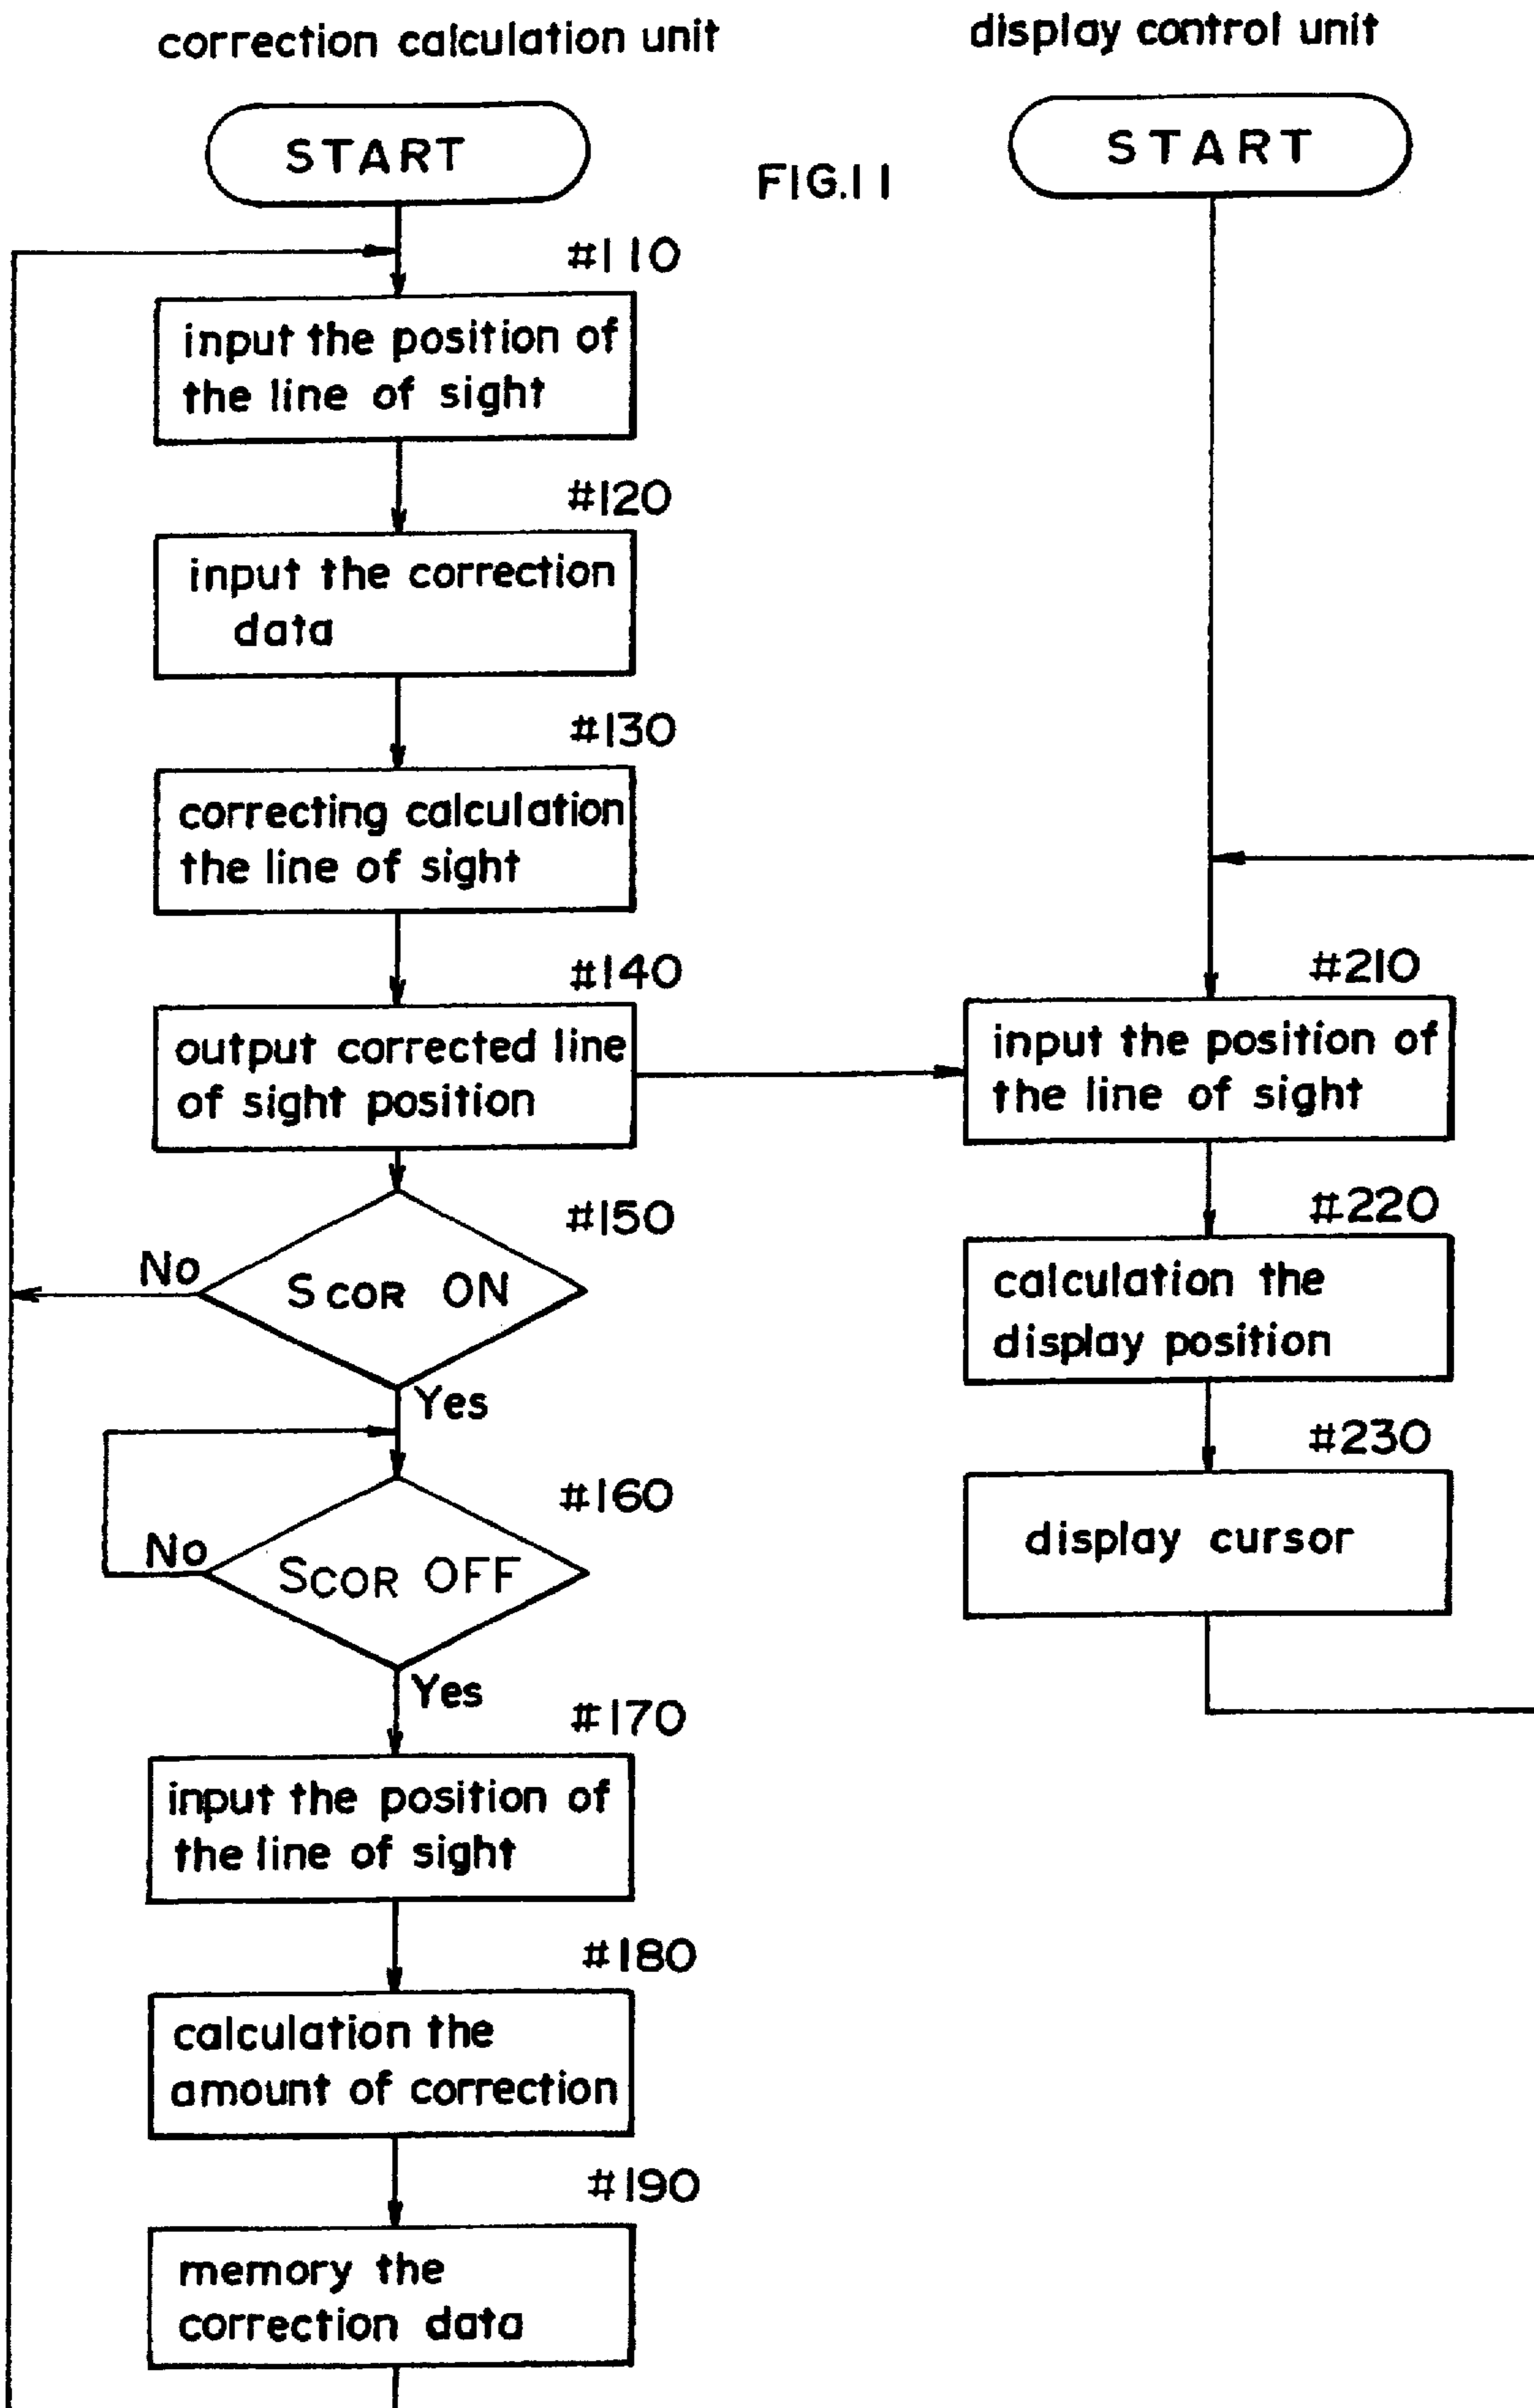 correction calculation unit
START
#110
input the position of
the line of sight
#120
input the correction
data
#130
correcting calculation
the line of sight
#140
output corrected line
of sight position
#150
SCOR ON
No
Yes
#160
SCOR OFF
No
Yes
#170
input the position of
the line of sight
#180
calculation the
amount of correction
#190
memory the
correction data
FIG.11
display control unit
START
#210
input the position of
the line of sight
#220
calculation the
display position
#230
display cursor